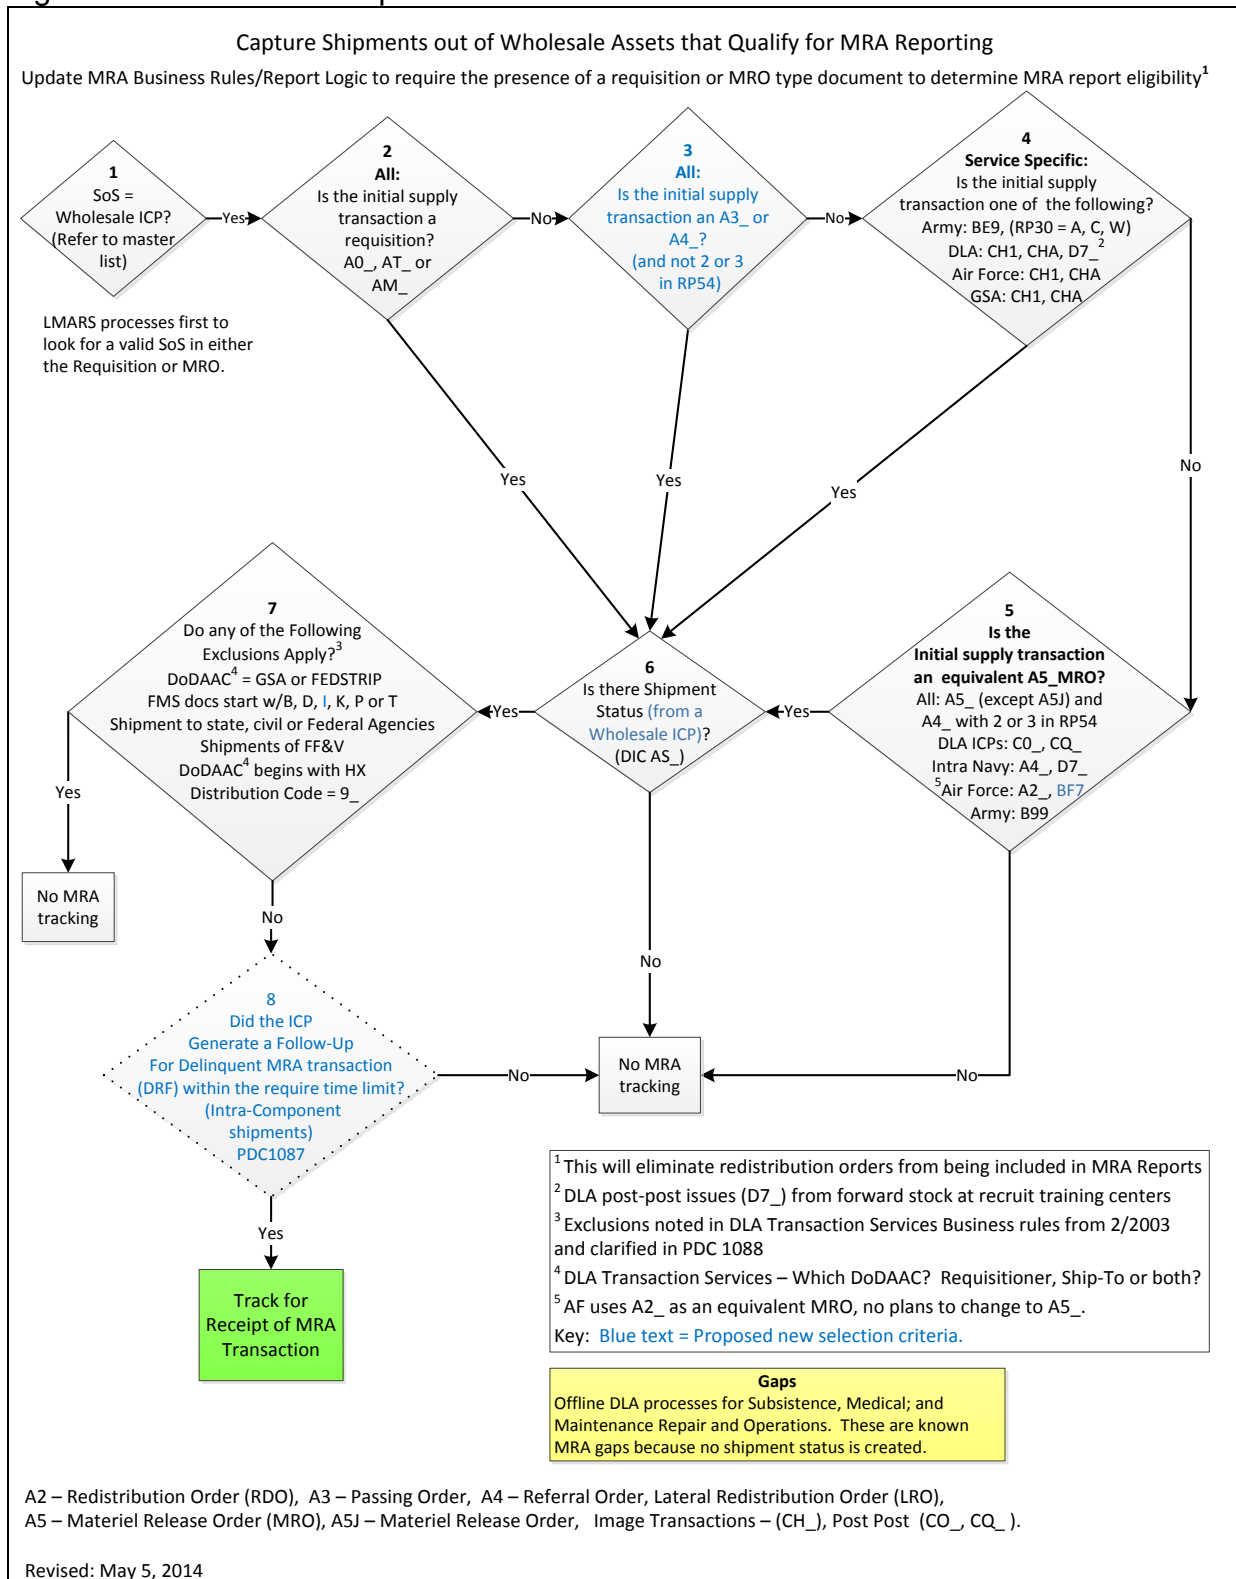 Capture Shipments out of Wholesale Assets that Qualify for MRA Reporting
Update MRA Business Rules/Report Logic to require the presence of a requisition or MRO type document to determine MRA report eligibility1
1
SoS =
Wholesale ICP?
(Refer to master
list)
Yes
2
All:
Is the initial supply
transaction a
requisition?
A0_, AT_ or
AM_
No
3
All:
Is the initial supply
transaction an A3_ or
A4_?
(and not 2 or 3
in RP54)
No
4
Service Specific:
Is the initial supply
transaction one of the following?
Army: BE9, (RP30 = A, C, W)
DLA: CH1, CHA, D7_2
Air Force: CH1, CHA
GSA: CH1, CHA
LMARS processes first to
look for a valid SoS in either
the Requisition or MRO.
Yes
Yes
Yes
No
7
Do any of the Following
Exclusions Apply?3
DoDAAC4 = GSA or FEDSTRIP
FMS docs start w/B, D, I, K, P or T
Shipment to state, civil or Federal Agencies
Shipments of FF&V
DoDAAC4 begins with HX
Distribution Code = 9_
Yes
6
Is there Shipment
Status (from a
Wholesale ICP)?
(DIC AS_)
Yes
5
Is the
Initial supply transaction
an equivalent A5_MRO?
All: A5_ (except A5J) and
A4_ with 2 or 3 in RP54
DLA ICPs: C0_, CQ_
Intra Navy: A4_, D7_
5Air Force: A2_, BF7
Army: B99
Yes
No MRA
tracking
No
No
8
Did the ICP
Generate a Follow-Up
For Delinquent MRA transaction
(DRF) within the require time limit?
(Intra-Component
shipments)
PDC1087
No
No MRA
tracking
No
Yes
Track for
Receipt of MRA
Transaction
1 This will eliminate redistribution orders from being included in MRA Reports
2 DLA post-post issues (D7_) from forward stock at recruit training centers
3 Exclusions noted in DLA Transaction Services Business rules from 2/2003
and clarified in PDC 1088
4 DLA Transaction Services – Which DoDAAC? Requisitioner, Ship-To or both?
5 AF uses A2_ as an equivalent MRO, no plans to change to A5_.
Key: Blue text = Proposed new selection criteria.
Gaps
Offline DLA processes for Subsistence, Medical; and
Maintenance Repair and Operations. These are known
MRA gaps because no shipment status is created.
A2 – Redistribution Order (RDO), A3 – Passing Order, A4 – Referral Order, Lateral Redistribution Order (LRO),
A5 – Materiel Release Order (MRO), A5J – Materiel Release Order, Image Transactions – (CH_), Post Post (CO_, CQ_ ).
Revised: May 5, 2014